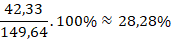 42,33
149,64 . 100% ≈ 28,28%